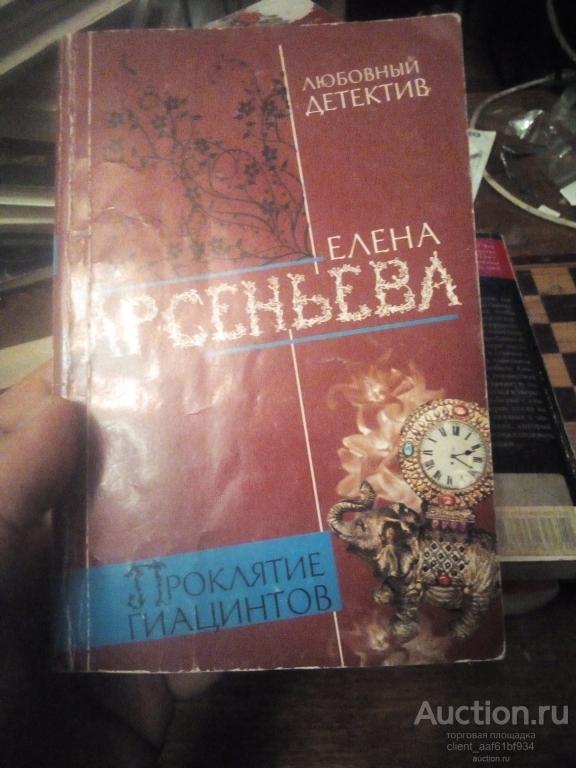 ЛЮБОВНЫЙ
ДЕТЕКТИВ
ЕЛЕНА
АРСЕНЬЕВА
ПРОКЛЯТИЕ
ГИАЦИНТОВ
Auction.ru
торговая площадка
client_aaf61bf934
auction.ru